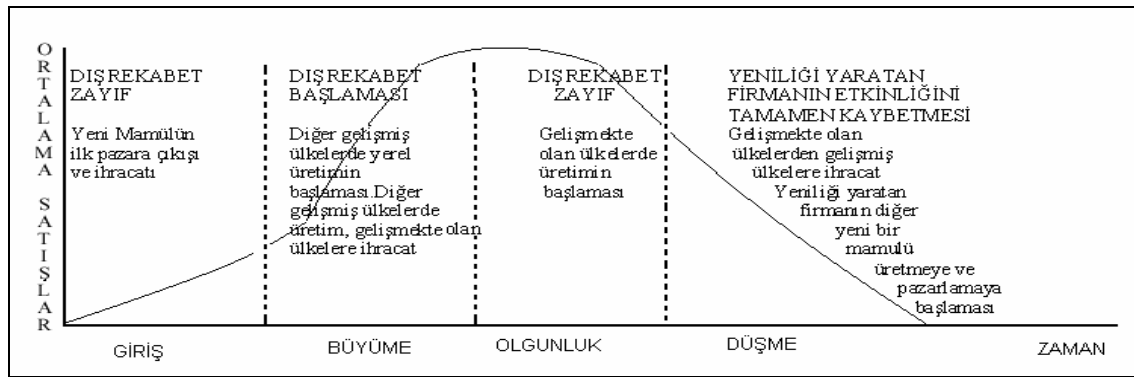 ORTALAMA SATIŞLAR
DIŞ REKABET
ZAYIF
Yeni Mamülün
ilk pazara çıkışı
ve ihracatı
DIŞ REKABET
BAŞLAMASI
Diğer gelişmiş
ülkelerde yerel
üretimin
başlaması.Diğer
gelişmiş ülkelerde
üretim, gelişmekte olan
ülkelere ihracat
DIŞ REKABET
ZAYIF
Gelişmekte
olan ülkelerde
üretimin
başlaması
YENİLİĞİ YARATAN
FİRMANIN ETKİNLİĞİNİ
TAMAMEN KAYBETMESİ
Gelişmekte olan
ülkelerden gelişmiş
ülkelere ihracat
Yeniliği yaratan
firmanın diğer
yeni bir
mamulü
üretmeye ve
pazarlamaya
başlaması
GİRİŞ
BÜYÜME
OLGUNLUK
DÜŞME
ZAMAN